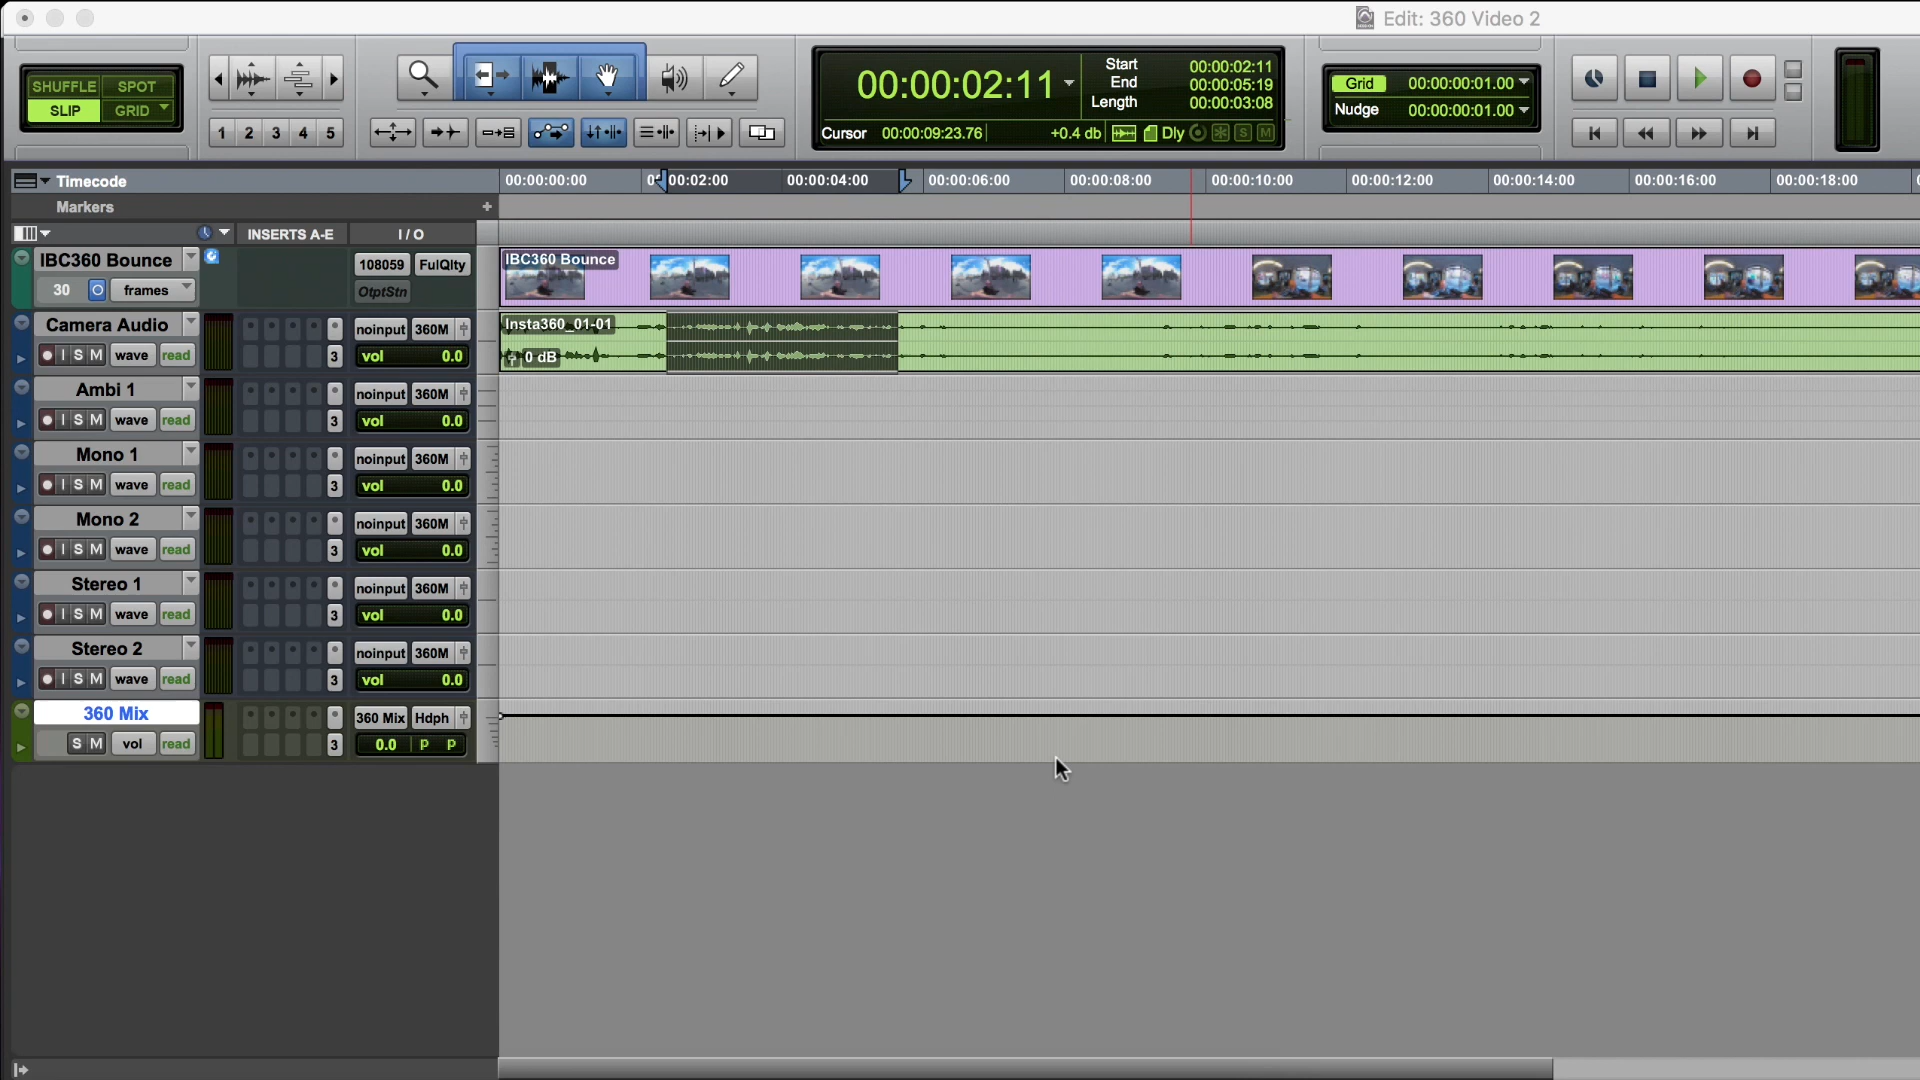 Edit: 360 Video 2
SHUFFLE SPOT
SLIP GRID
1 2 3 4 5
00:00:02:11
Start 00:00:02:11
End 00:00:05:19
Length 00:00:03:08
Cursor 00:00:09:23.76 +0.4 db Dly S M
Grid 00:00:00:01.00
Nudge 00:00:00:01.00
Timecode
00:00:00:00 00:02:00 00:00:04:00 00:00:06:00 00:00:08:00 00:00:10:00 00:00:12:00 00:00:14:00 00:00:16:00 00:00:18:00
Markers +
INSERTS A-E I / O
IBC360 Bounce 108059 FulQlty
30 frames OtptStn
IBC360 Bounce
Camera Audio noinput 360M
I S M wave read 3 vol 0.0
Insta360_01-01
0 dB
Ambi 1 noinput 360M
I S M wave read 3 vol 0.0
Mono 1 noinput 360M
I S M wave read 3 vol 0.0
Mono 2 noinput 360M
I S M wave read 3 vol 0.0
Stereo 1 noinput 360M
I S M wave read 3 vol 0.0
Stereo 2 noinput 360M
I S M wave read 3 vol 0.0
360 Mix 360 Mix Hdph
S M vol read 3 0.0 P P